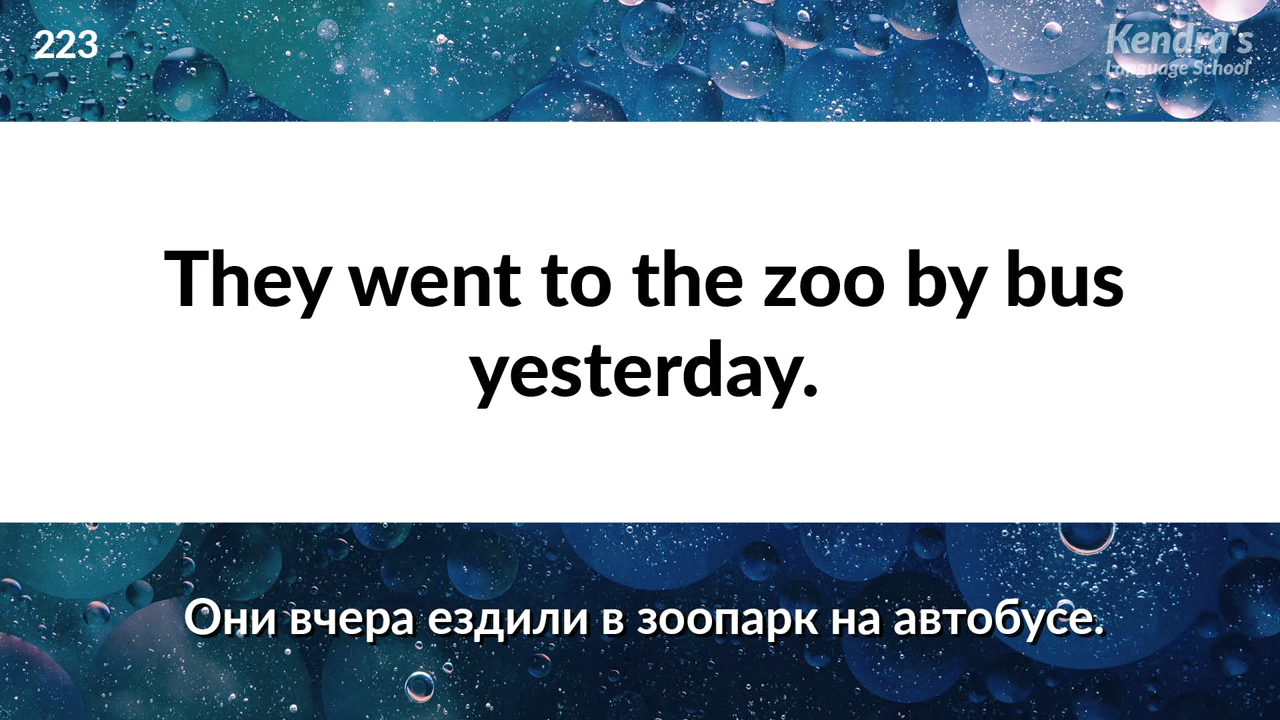 223
Kendra's
Language School
They went to the zoo by bus
yesterday.
Они вчера ездили в зоопарк на автобусе.